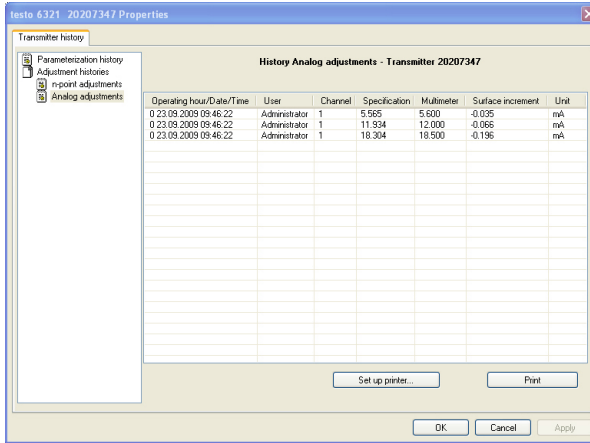 testo 6321 20207347 Properties
Transmitter history
Parameterization history
Adjustment histories
n-point adjustments
Analog adjustments
History Analog adjustments - Transmitter 20207347
Operating hour/Date/Time User Channel Specification Multimeter Surface increment Unit
0 23.09.2009 09:46:22 Administrator 1 5.565 5.600 -0.035 mA
0 23.09.2009 09:46:22 Administrator 1 11.934 12.000 -0.066 mA
0 23.09.2009 09:46:22 Administrator 1 18.304 18.500 -0.196 mA
Set up printer... Print
OK Cancel Apply